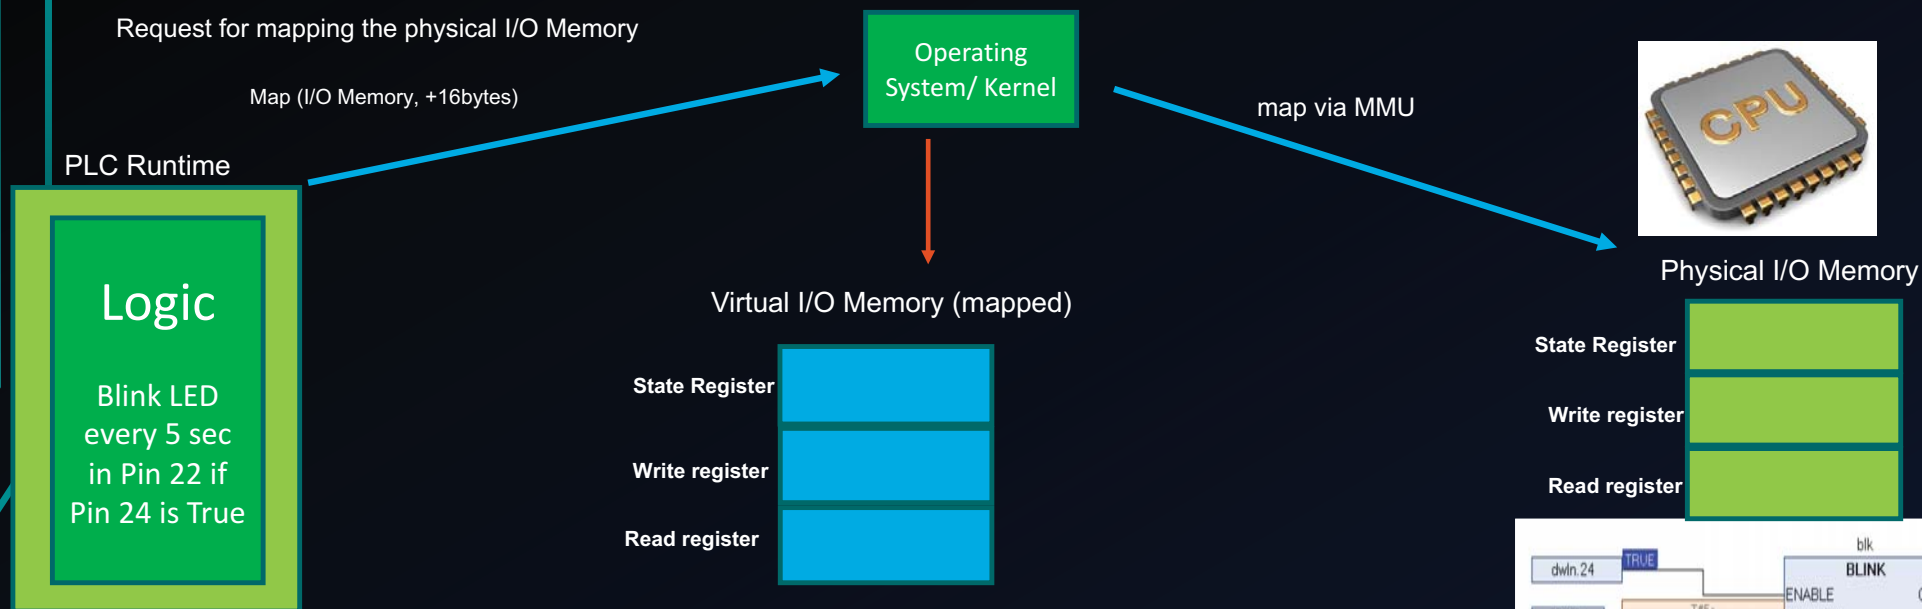 Request for mapping the physical I/O Memory
Map (I/O Memory, +16bytes)
PLC Runtime
Logic
Blink LED
every 5 sec
in Pin 22 if
Pin 24 is True
Operating
System/ Kernel
map via MMU
CPU
Virtual I/O Memory (mapped)
State Register
Write register
Read register
Physical I/O Memory
State Register
Write register
Read register
blk
dwIn.24
TRUE
BLINK
ENABLE